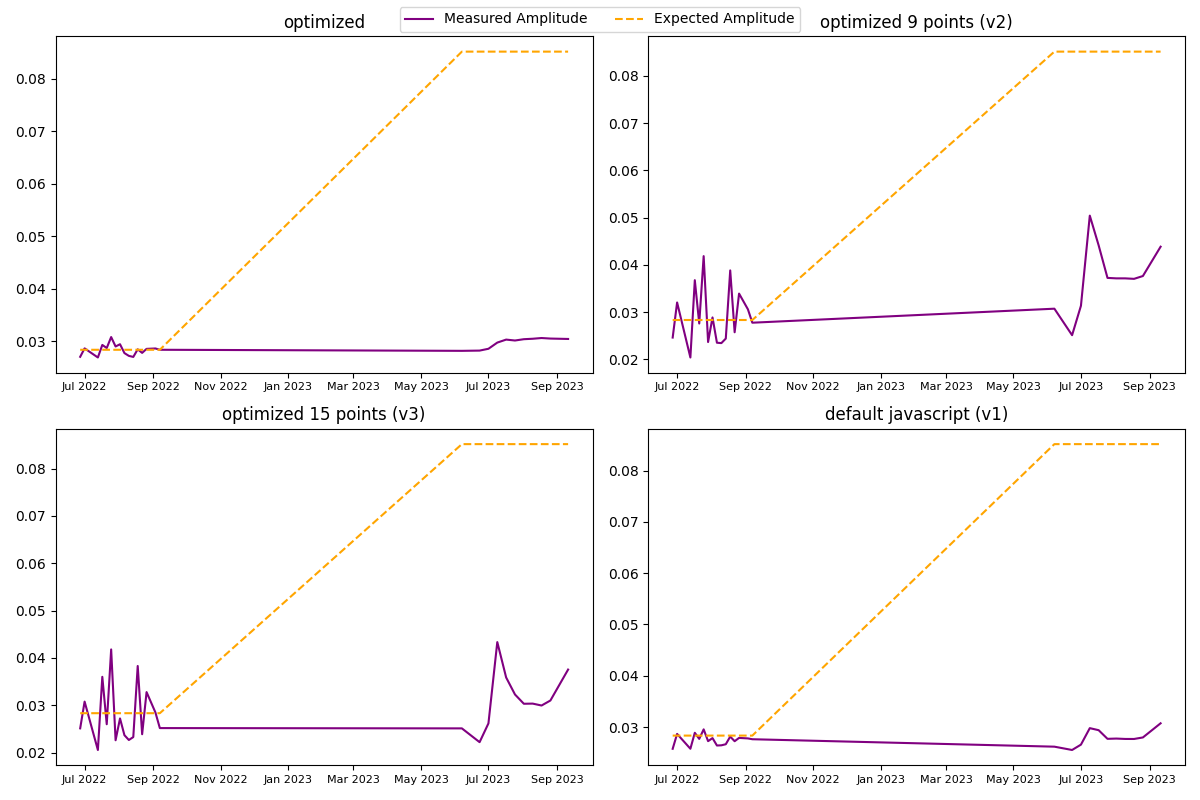 Measured Amplitude Expected Amplitude
optimized
0.08
0.07
0.06
0.05
0.04
0.03
Jul 2022 Sep 2022 Nov 2022 Jan 2023 Mar 2023 May 2023 Jul 2023 Sep 2023
optimized 9 points (v2)
0.08
0.07
0.06
0.05
0.04
0.03
0.02
Jul 2022 Sep 2022 Nov 2022 Jan 2023 Mar 2023 May 2023 Jul 2023 Sep 2023
optimized 15 points (v3)
0.08
0.07
0.06
0.05
0.04
0.03
0.02
Jul 2022 Sep 2022 Nov 2022 Jan 2023 Mar 2023 May 2023 Jul 2023 Sep 2023
default javascript (v1)
0.08
0.07
0.06
0.05
0.04
0.03
Jul 2022 Sep 2022 Nov 2022 Jan 2023 Mar 2023 May 2023 Jul 2023 Sep 2023